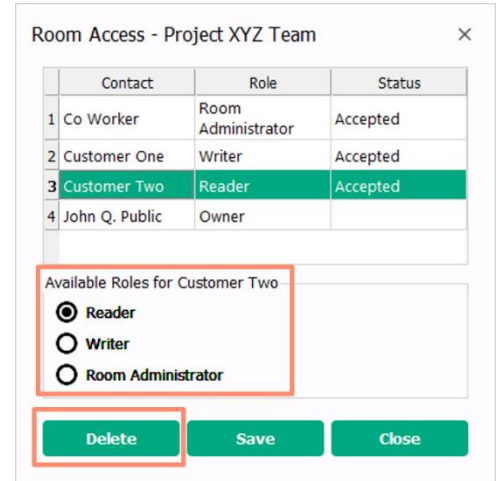 Room Access - Project XYZ Team
Contact Role Status
1 Co Worker Room Administrator Accepted
2 Customer One Writer Accepted
3 Customer Two Reader Accepted
4 John Q. Public Owner
Available Roles for Customer Two
Reader
Writer
Room Administrator
Delete Save Close